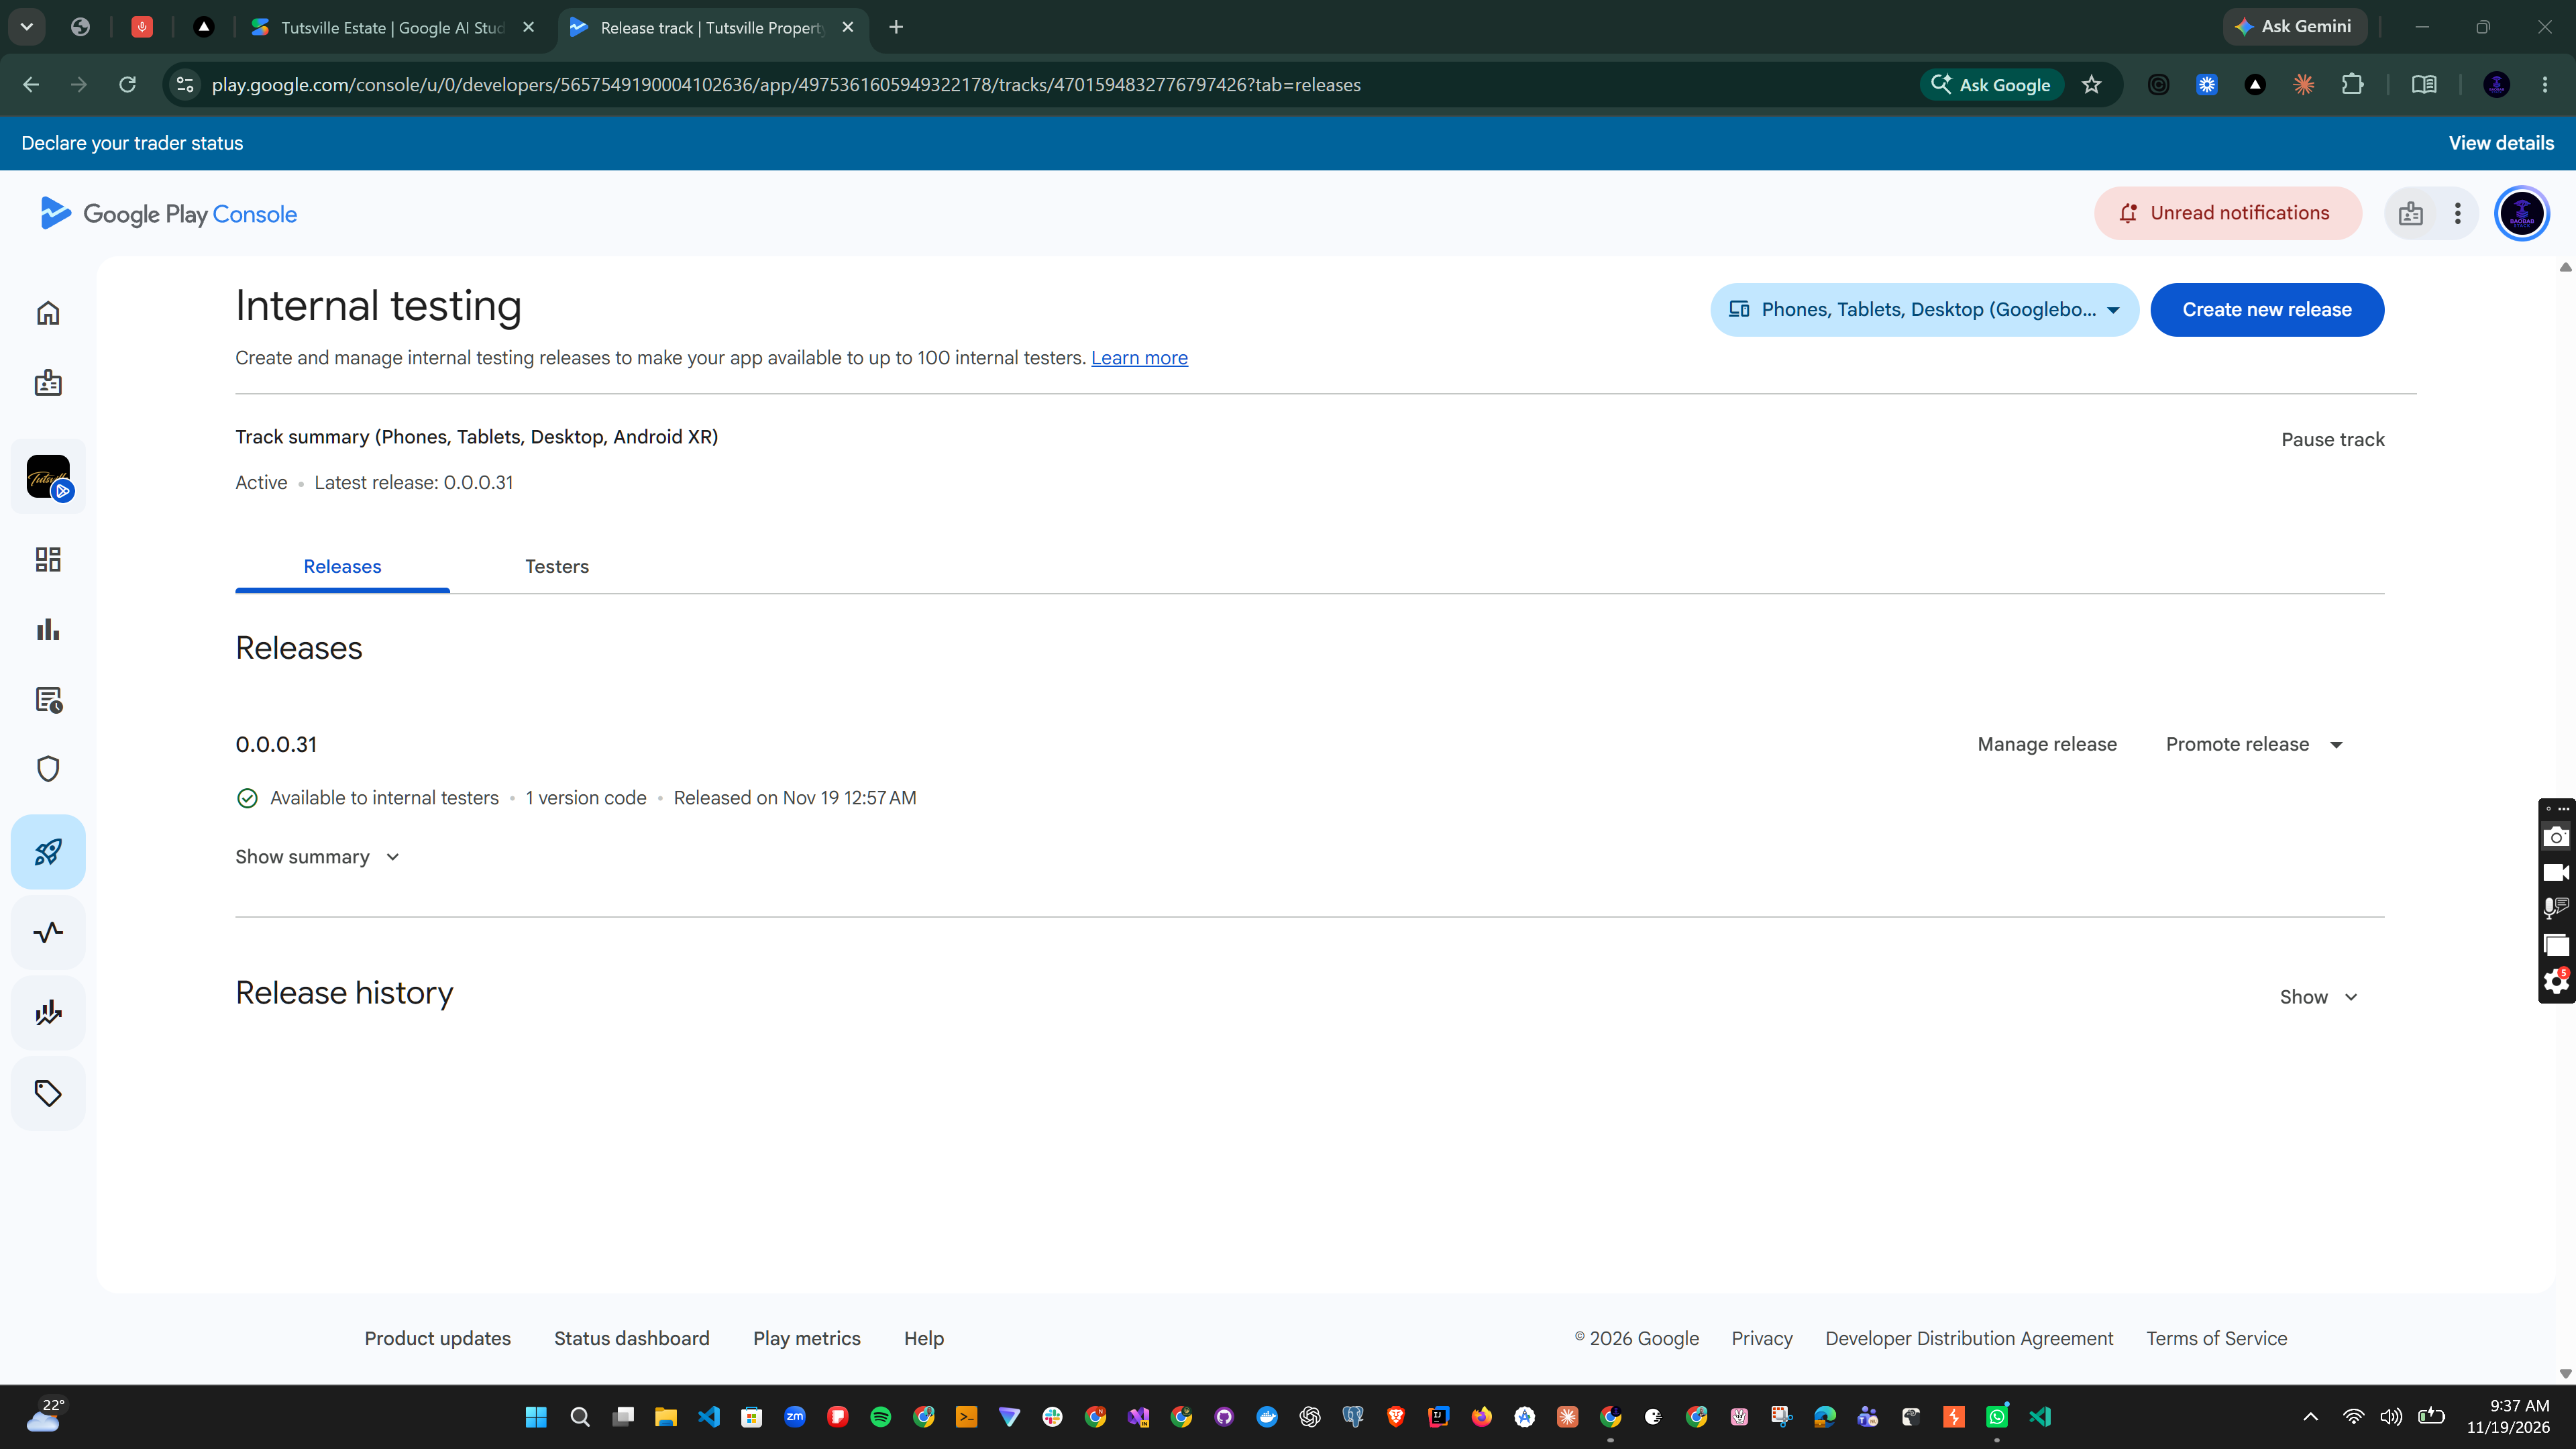 Tutsville Estate | Google AI Stud
Release track | Tutsville Property
Ask Gemini
play.google.com/console/u/0/developers/5657549190004102636/app/4975361605949322178/tracks/4701594832776797426?tab=releases
Ask Google
Declare your trader status
View details
Google Play Console
Unread notifications
Internal testing
Phones, Tablets, Desktop (Googlebo...
Create new release
Create and manage internal testing releases to make your app available to up to 100 internal testers. Learn more
Track summary (Phones, Tablets, Desktop, Android XR)
Pause track
Active • Latest release: 0.0.0.31
Releases
Testers
Releases
0.0.0.31
Manage release
Promote release
Available to internal testers • 1 version code • Released on Nov 19 12:57 AM
Show summary
Release history
Show
5
Product updates
Status dashboard
Play metrics
Help
© 2026 Google
Privacy
Developer Distribution Agreement
Terms of Service
22°
zm
9:37 AM
11/19/2026